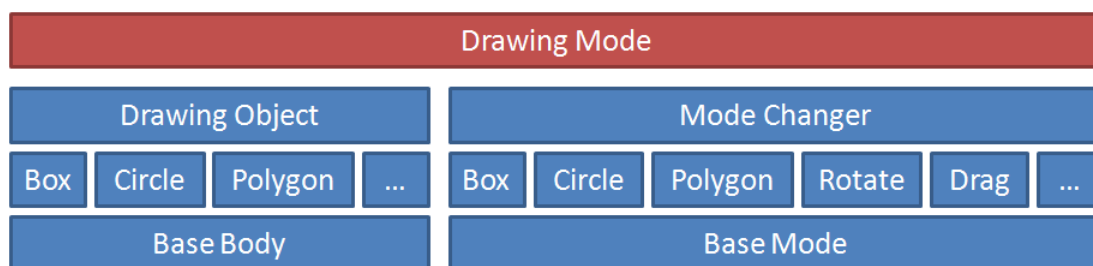 Drawing Mode
Drawing Object Mode Changer
Box Circle Polygon ... Box Circle Polygon Rotate Drag ...
Base Body Base Mode